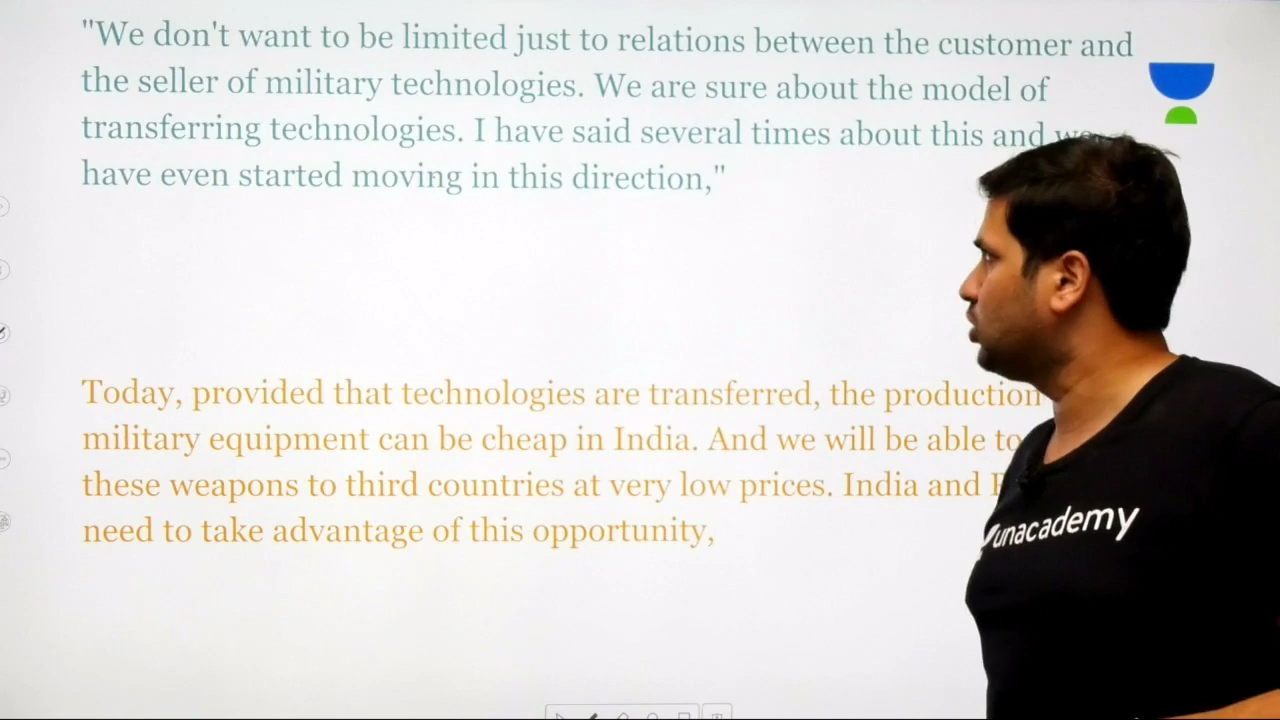 "We don't want to be limited just to relations between the customer and
the seller of military technologies. We are sure about the model of
transferring technologies. I have said several times about this and
have even started moving in this direction,"
Today, provided that technologies are transferred, the production
military equipment can be cheap in India. And we will be able to
these weapons to third countries at very low prices. India and
need to take advantage of this opportunity,
unacademy